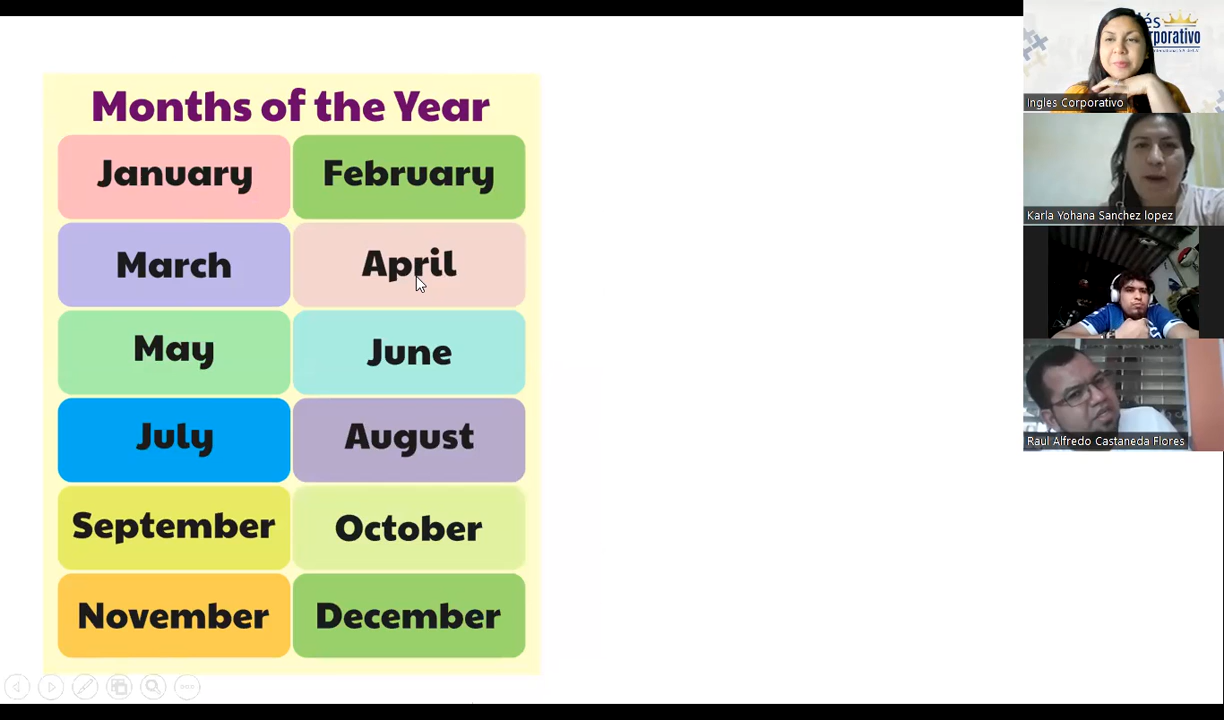 Months of the Year
January February
March April
May June
July August
September October
November December
Ingles Corporativo
Karla Yohana Sanchez lopez
Raul Alfredo Castaneda Flores